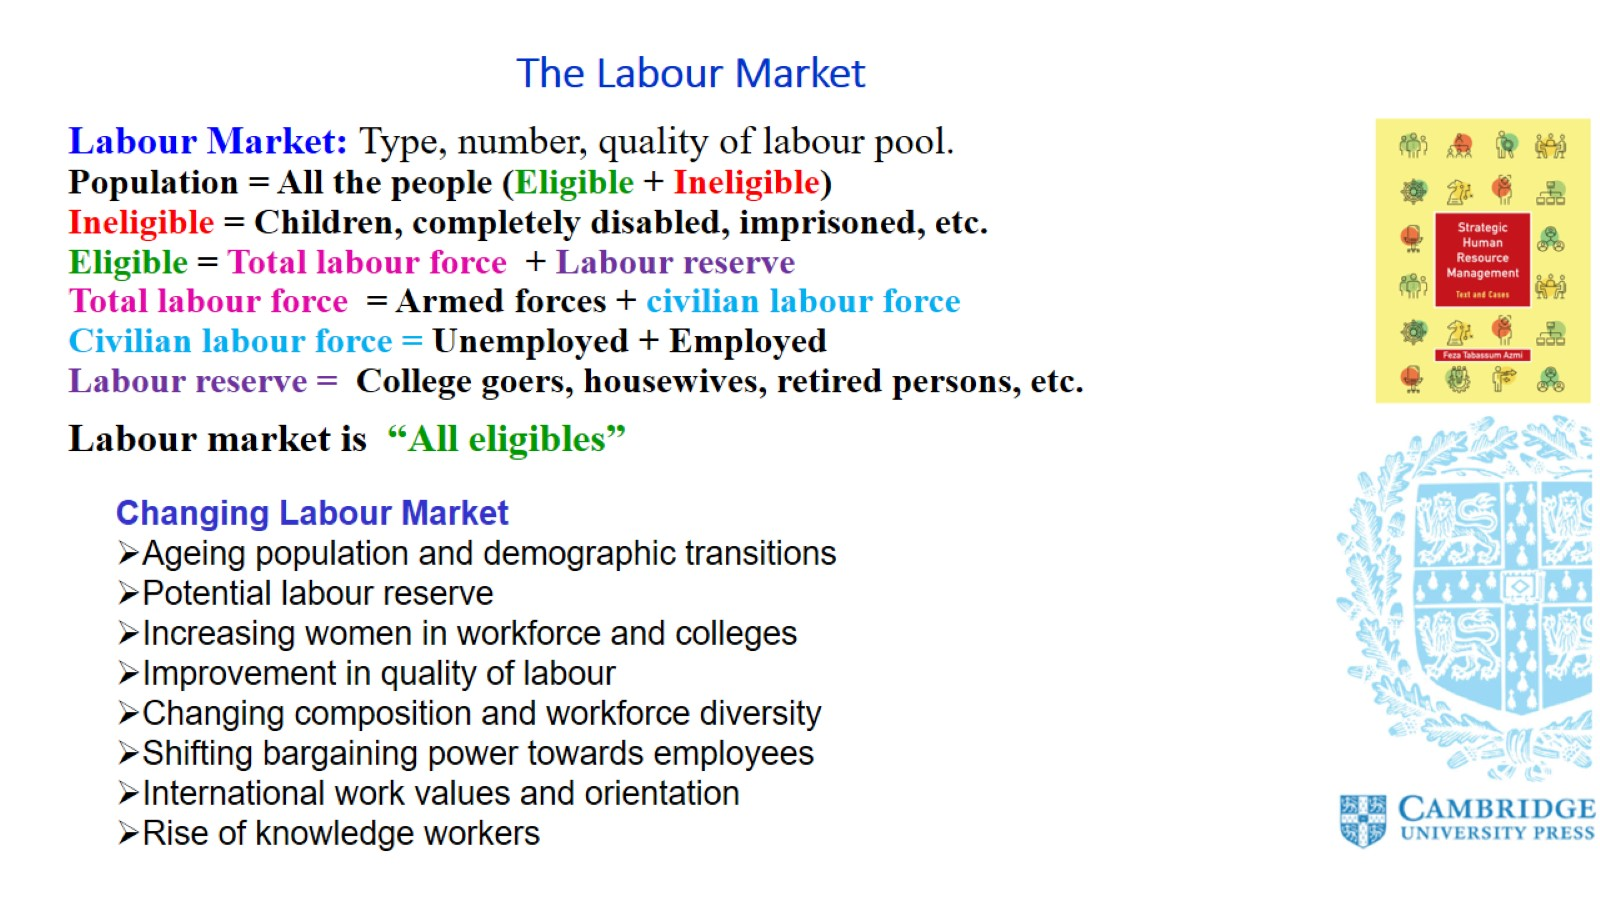 The Labour Market
Labour Market: Type, number, quality of labour pool.
Population = All the people (Eligible + Ineligible)
Ineligible = Children, completely disabled, imprisoned, etc.
Eligible = Total labour force + Labour reserve
Total labour force = Armed forces + civilian labour force
Civilian labour force = Unemployed + Employed
Labour reserve = College goers, housewives, retired persons, etc.
Labour market is “All eligibles”
Changing Labour Market
➢Ageing population and demographic transitions
➢Potential labour reserve
➢Increasing women in workforce and colleges
➢Improvement in quality of labour
➢Changing composition and workforce diversity
➢Shifting bargaining power towards employees
➢International work values and orientation
➢Rise of knowledge workers
Strategic
Human
Resource
Management
Text and Cases
Feza Tabassum Azmi
CAMBRIDGE
UNIVERSITY PRESS